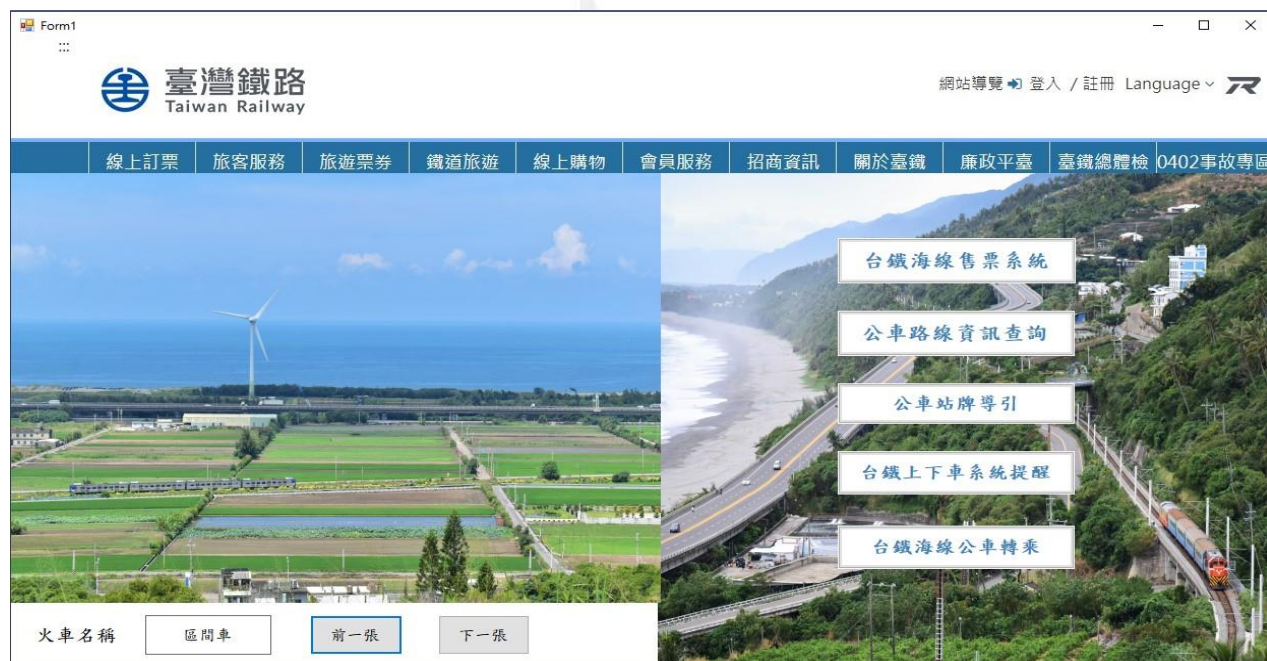 Form1
:::
臺灣鐵路
Taiwan Railway
網站導覽 登入 / 註冊 Language
線上訂票 旅客服務 旅遊票券 鐵道旅遊 線上購物 會員服務 招商資訊 關於臺鐵 廉政平臺 臺鐵總體檢 0402事故專區
台鐵海線售票系統
公車路線資訊查詢
公車站牌導引
台鐵上下車系統提醒
台鐵海線公車轉乘
火車名稱 區間車 前一張 下一張